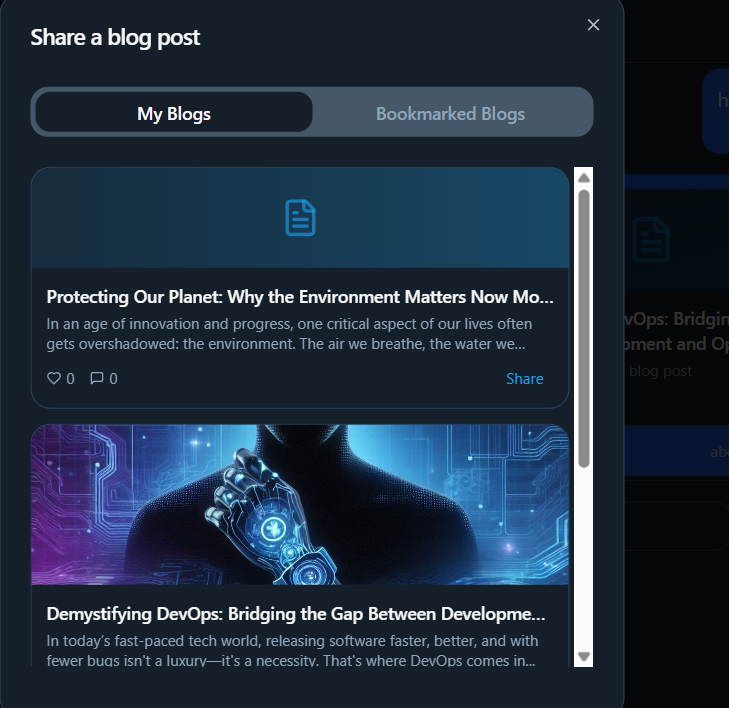 Share a blog post
My Blogs
Bookmarked Blogs
Protecting Our Planet: Why the Environment Matters Now Mo...
In an age of innovation and progress, one critical aspect of our lives often
gets overshadowed: the environment. The air we breathe, the water we...
0 0
Share
Demystifying DevOps: Bridging the Gap Between Developme...
In today's fast-paced tech world, releasing software faster, better, and with
fewer bugs isn't a luxury—it's a necessity. That's where DevOps comes in...
h
vOps: Bridgin
pment and Op
blog post
abo